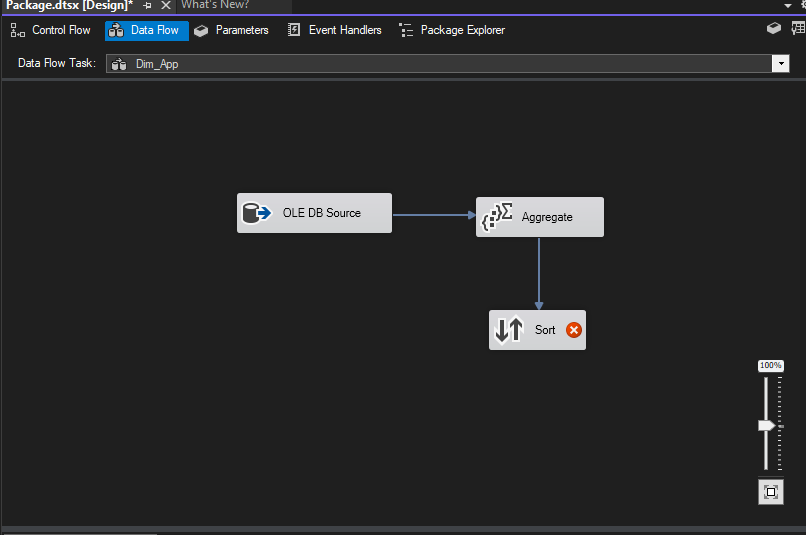 Package.dtsx [Design]* What's New?
Control Flow Data Flow Parameters Event Handlers Package Explorer
Data Flow Task: Dim_App
OLE DB Source
Aggregate
Sort
100%